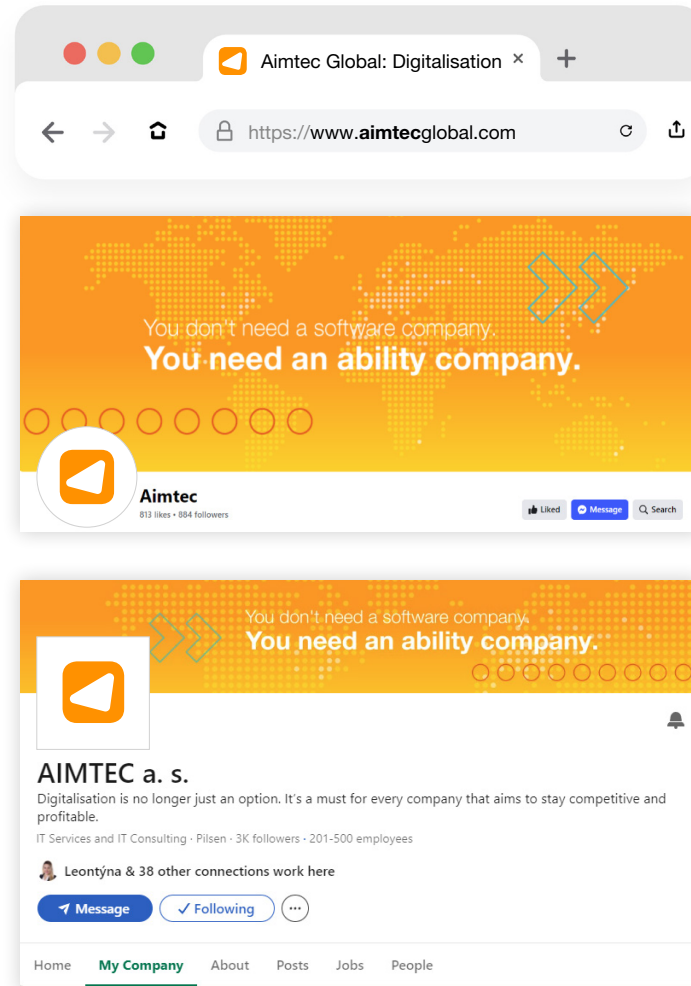 Aimtec Global: Digitalisation × +
https://www.aimtecglobal.com
You don't need a software company.
You need an ability company.
Aimtec
813 likes • 884 followers
Liked Message Search
You don't need a software company.
You need an ability company.
AIMTEC a. s.
Digitalisation is no longer just an option. It's a must for every company that aims to stay competitive and
profitable.
IT Services and IT Consulting · Pilsen · 3K followers · 201-500 employees
Leontýna & 38 other connections work here
Message Following
Home My Company About Posts Jobs People